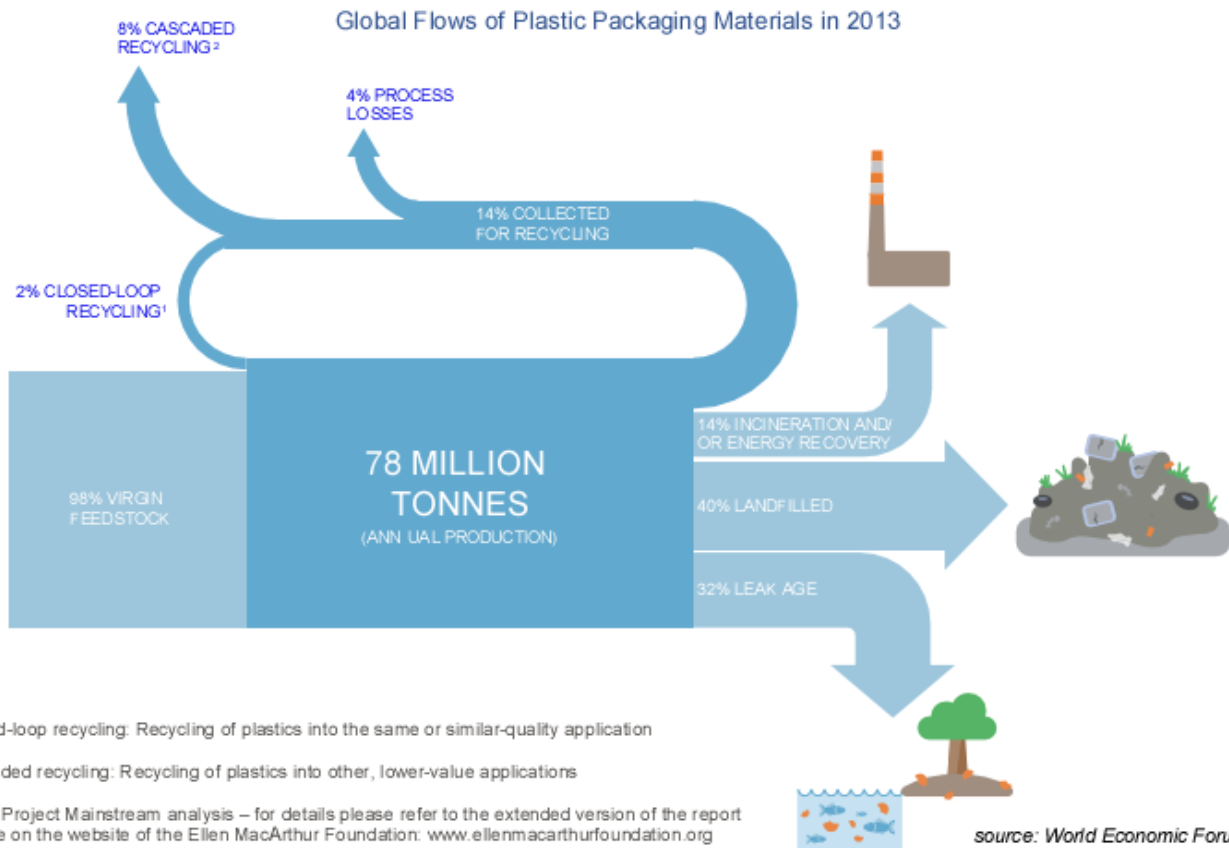 Global Flows of Plastic Packaging Materials in 2013
8% CASCADED
RECYCLING²
4% PROCESS
LOSSES
14% COLLECTED
FOR RECYCLING
2% CLOSED-LOOP
RECYCLING¹
98% VIRGIN
FEEDSTOCK
78 MILLION
TONNES
(ANN UAL PRODUCTION)
14% INCINERATION AND/
OR ENERGY RECOVERY
40% LANDFILLED
32% LEAK AGE
d-loop recycling: Recycling of plastics into the same or similar-quality application
ded recycling: Recycling of plastics into other, lower-value applications
Project Mainstream analysis – for details please refer to the extended version of the report
e on the website of the Ellen MacArthur Foundation: www.ellenmacarthurfoundation.org
source: World Economic Foru